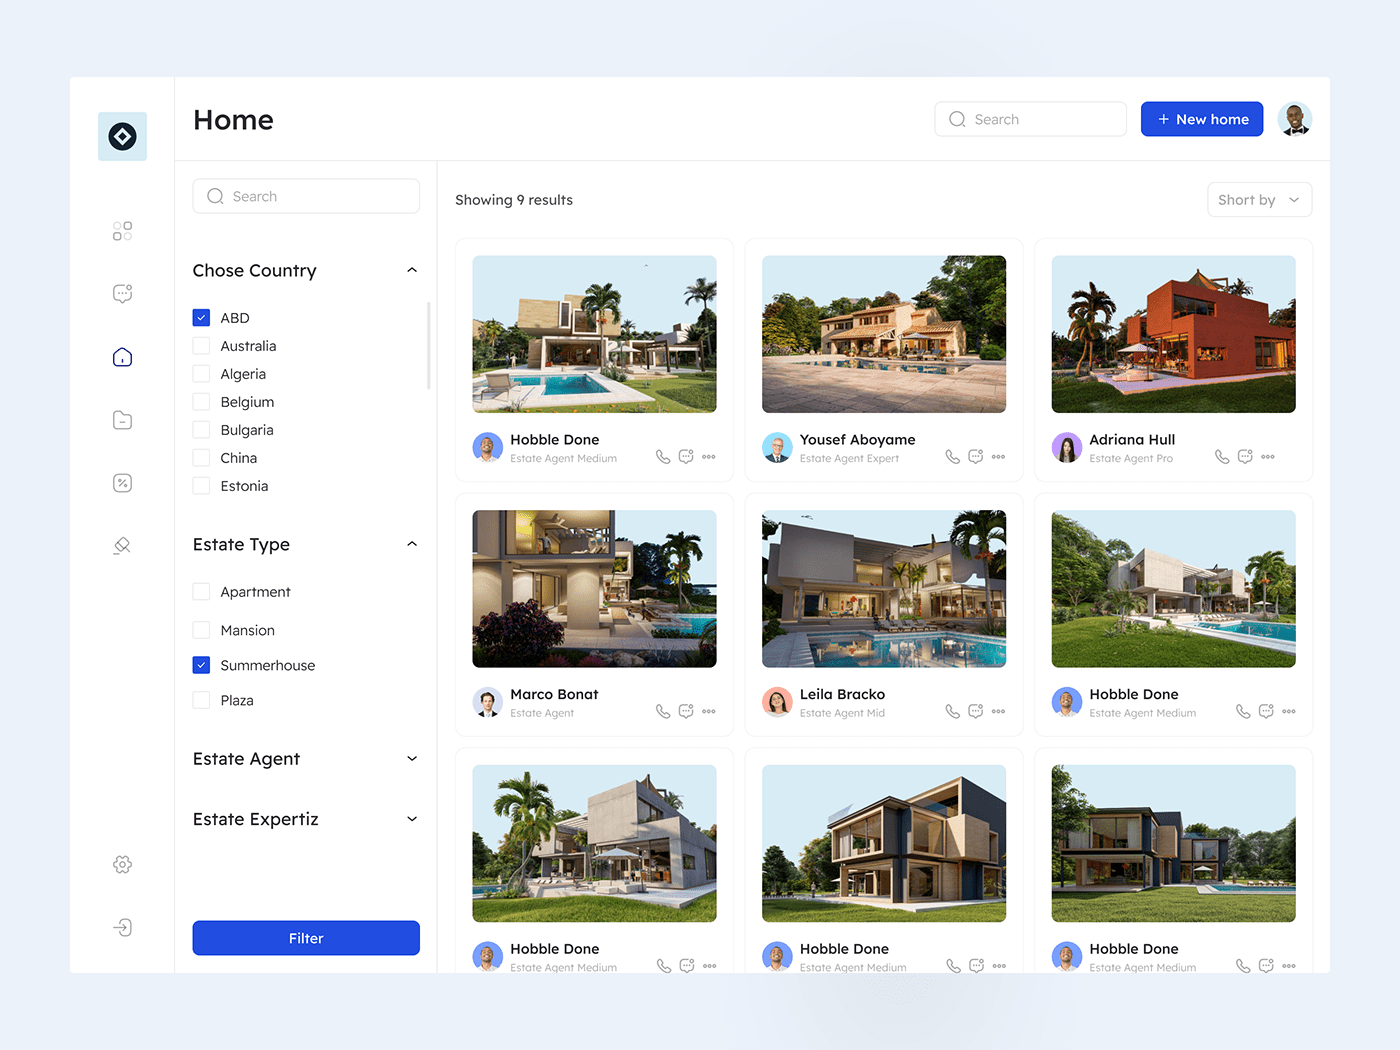 Home
Search
+ New home
Search
Showing 9 results
Short by
Chose Country
ABD
Australia
Algeria
Belgium
Bulgaria
China
Estonia
Estate Type
Apartment
Mansion
Summerhouse
Plaza
Estate Agent
Estate Expertiz
Filter
Hobble Done
Estate Agent Medium
Yousef Aboyame
Estate Agent Expert
Adriana Hull
Estate Agent Pro
Marco Bonat
Estate Agent
Leila Bracko
Estate Agent Mid
Hobble Done
Estate Agent Medium
Hobble Done
Estate Agent Medium
Hobble Done
Estate Agent Medium
Hobble Done
Estate Agent Medium